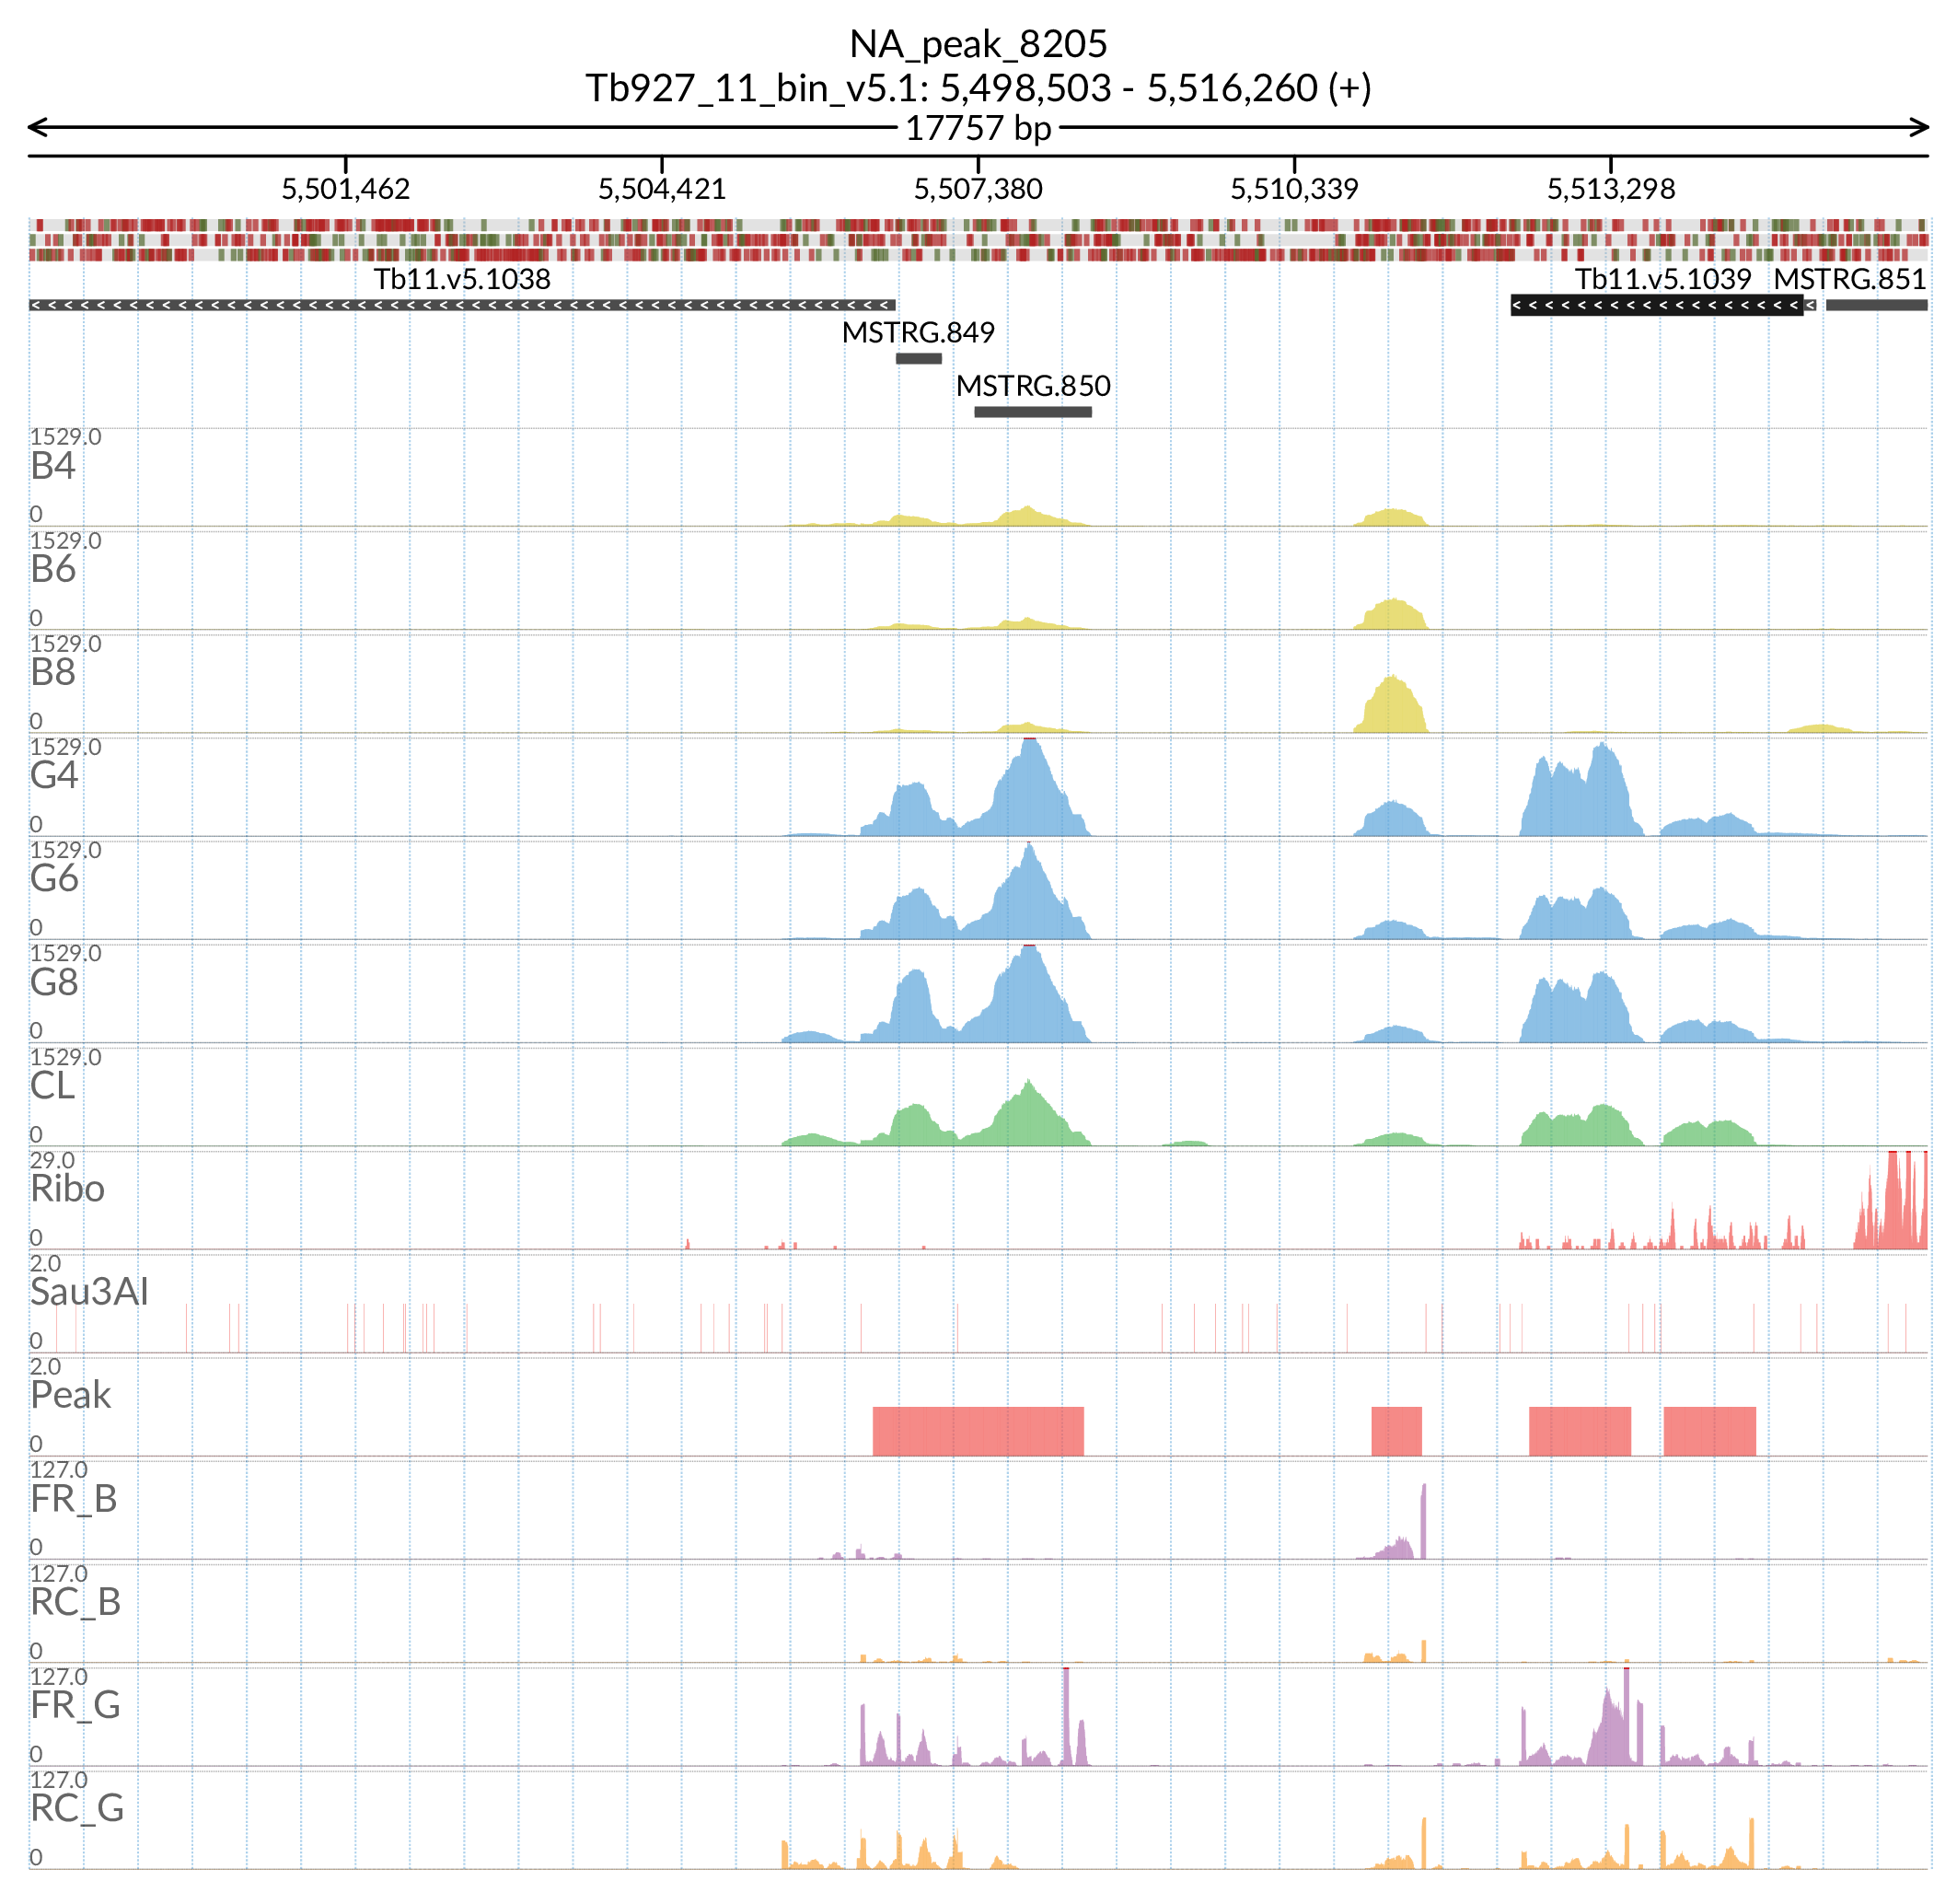 NA_peak_8205
Tb927_11_bin_v5.1: 5,498,503 - 5,516,260 (+)
17757 bp
5,501,462 5,504,421 5,507,380 5,510,339 5,513,298
Tb11.v5.1038 Tb11.v5.1039 MSTRG.851
MSTRG.849
MSTRG.850
1529.0
B4
0
1529.0
B6
0
1529.0
B8
0
1529.0
G4
0
1529.0
G6
0
1529.0
G8
0
1529.0
CL
0
29.0
Ribo
0
2.0
Sau3AI
0
2.0
Peak
0
127.0
FR_B
0
127.0
RC_B
0
127.0
FR_G
0
127.0
RC_G
0